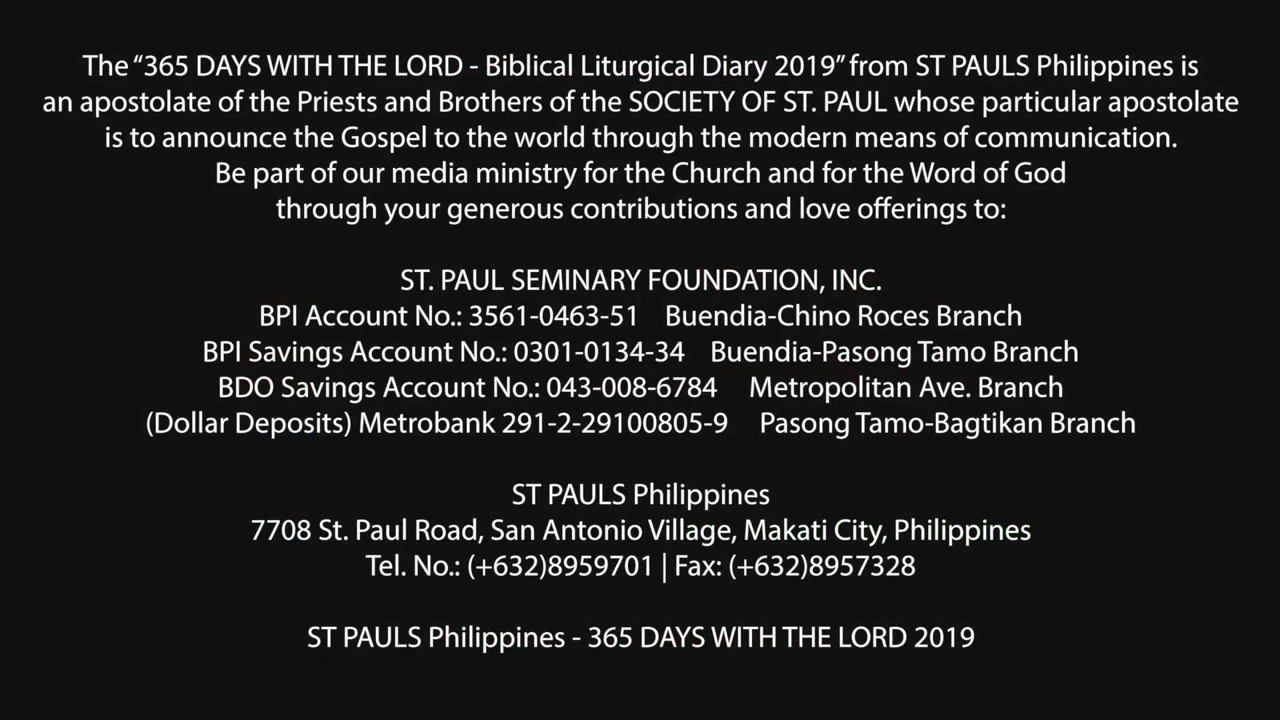 The “365 DAYS WITH THE LORD - Biblical Liturgical Diary 2019” from ST PAULS Philippines is
an apostolate of the Priests and Brothers of the SOCIETY OF ST. PAUL whose particular apostolate
is to announce the Gospel to the world through the modern means of communication.
Be part of our media ministry for the Church and for the Word of God
through your generous contributions and love offerings to:
ST. PAUL SEMINARY FOUNDATION, INC.
BPI Account No.: 3561-0463-51 Buendia-Chino Roces Branch
BPI Savings Account No.: 0301-0134-34 Buendia-Pasong Tamo Branch
BDO Savings Account No.: 043-008-6784 Metropolitan Ave. Branch
(Dollar Deposits) Metrobank 291-2-29100805-9 Pasong Tamo-Bagtikan Branch
ST PAULS Philippines
7708 St. Paul Road, San Antonio Village, Makati City, Philippines
Tel. No.: (+632)8959701 | Fax: (+632)8957328
ST PAULS Philippines - 365 DAYS WITH THE LORD 2019